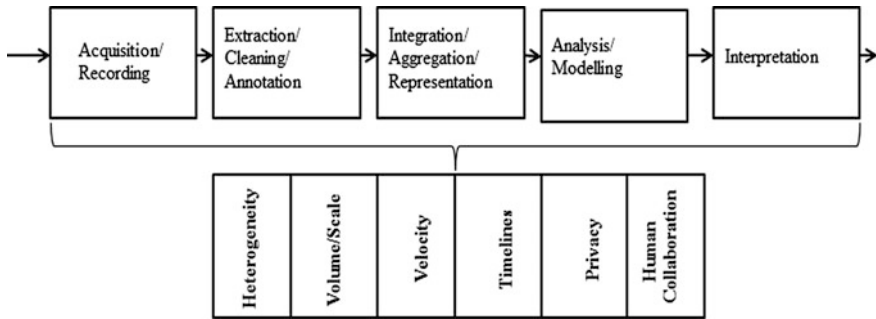 Acquisition/
Recording
Extraction/
Cleaning/
Annotation
Integration/
Aggregation/
Representation
Analysis/
Modelling
Interpretation
Heterogeneity
Volume/Scale
Velocity
Timelines
Privacy
Human
Collaboration